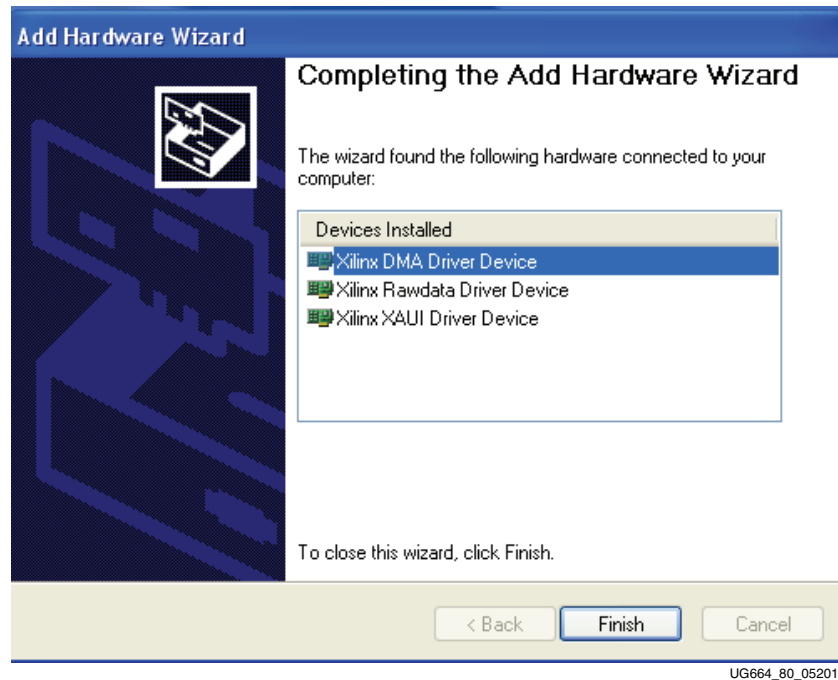 Add Hardware Wizard
Completing the Add Hardware Wizard
The wizard found the following hardware connected to your
computer:
Devices Installed
Xilinx DMA Driver Device
Xilinx Rawdata Driver Device
Xilinx XAUI Driver Device
To close this wizard, click Finish.
< Back
Finish
Cancel
UG664_80_05201